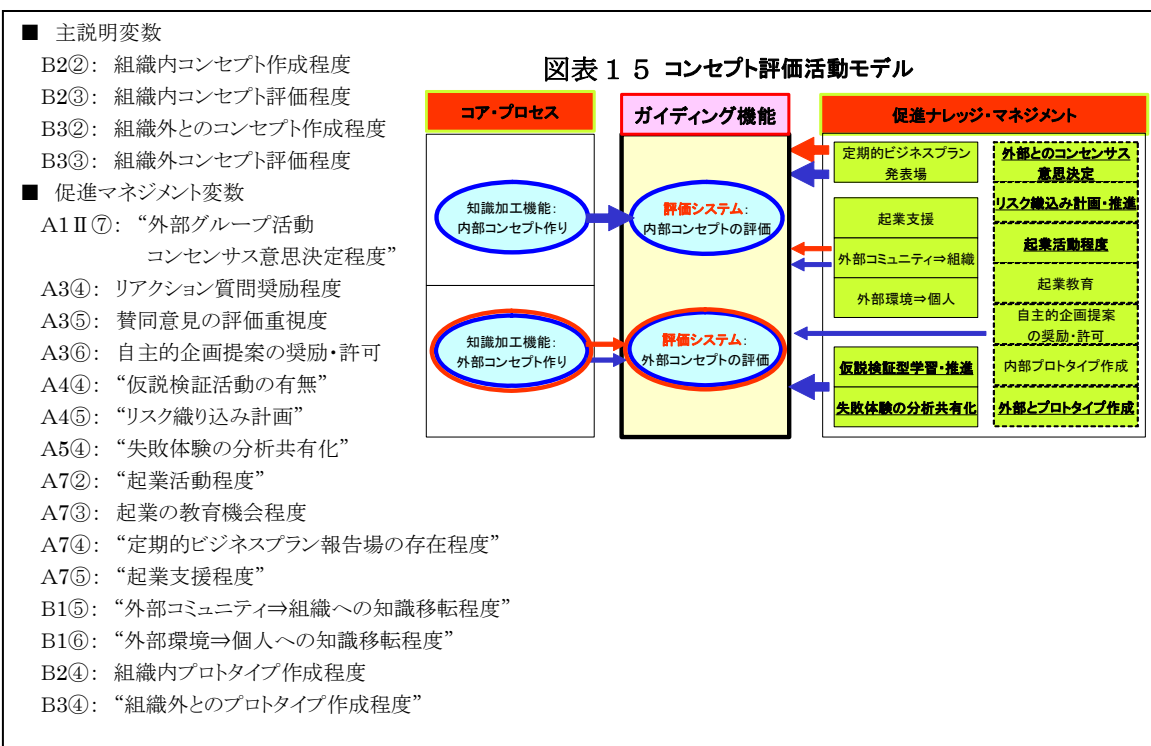 ■ 主説明変数
B2②: 組織内コンセプト作成程度
B2③: 組織内コンセプト評価程度
B3②: 組織外とのコンセプト作成程度
B3③: 組織外コンセプト評価程度
■ 促進マネジメント変数
A1Ⅱ⑦: “外部グループ活動
コンセンサス意思決定程度”
A3④: リアクション質問奨励程度
A3⑤: 賛同意見の評価重視度
A3⑥: 自主的企画提案の奨励・許可
A4④: “仮説検証活動の有無”
A4⑤: “リスク織り込み計画”
A5④: “失敗体験の分析共有化”
A7②: “起業活動程度”
A7③: 起業の教育機会程度
A7④: “定期的ビジネスプラン報告場の存在程度”
A7⑤: “起業支援程度”
B1⑤: “外部コミュニティ⇒組織への知識移転程度”
B1⑥: “外部環境⇒個人への知識移転程度”
B2④: 組織内プロトタイプ作成程度
B3④: “組織外とのプロトタイプ作成程度”
図表15 コンセプト評価活動モデル
コア・プロセス
ガイディング機能
促進ナレッジ・マネジメント
知識加工機能:
内部コンセプト作り
評価システム:
内部コンセプトの評価
知識加工機能:
外部コンセプト作り
評価システム:
外部コンセプトの評価
定期的ビジネスプラン
発表場
起業支援
外部コミュニティ⇒組織
外部環境⇒個人
仮説検証型学習・推進
失敗体験の分析共有化
外部とのコンセンサス
意思決定
リスク織込み計画・推進
起業活動程度
起業教育
自主的企画提案
の奨励・許可
内部プロトタイプ作成
外部とプロトタイプ作成